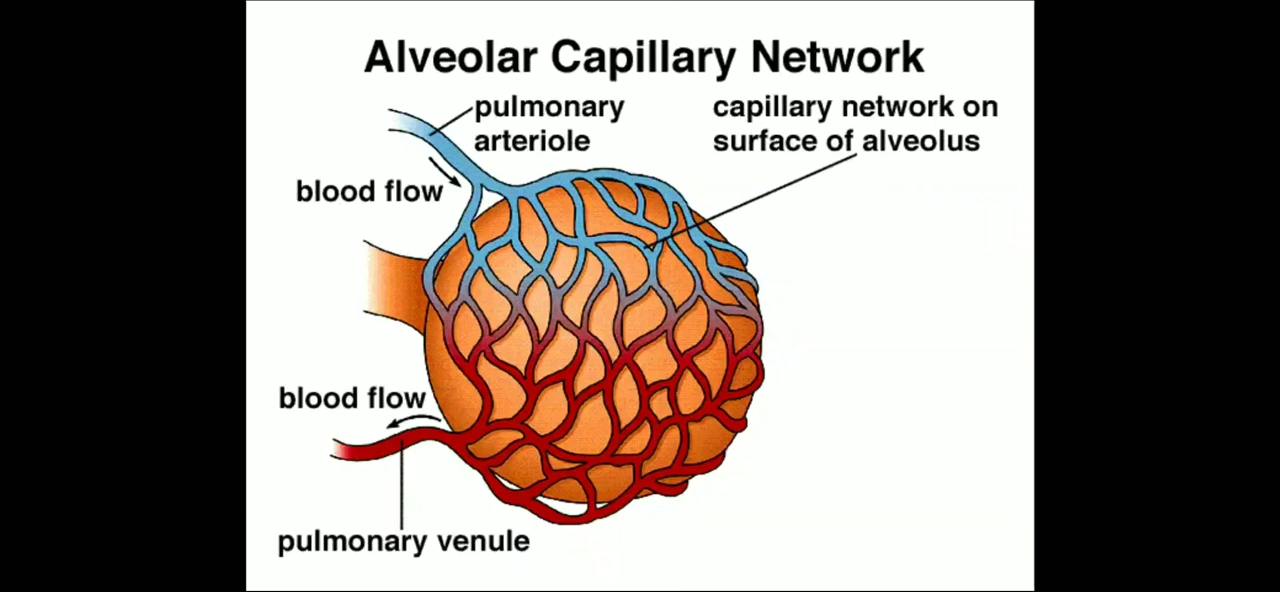 Alveolar Capillary Network
pulmonary
arteriole
capillary network on
surface of alveolus
blood flow
blood flow
pulmonary venule